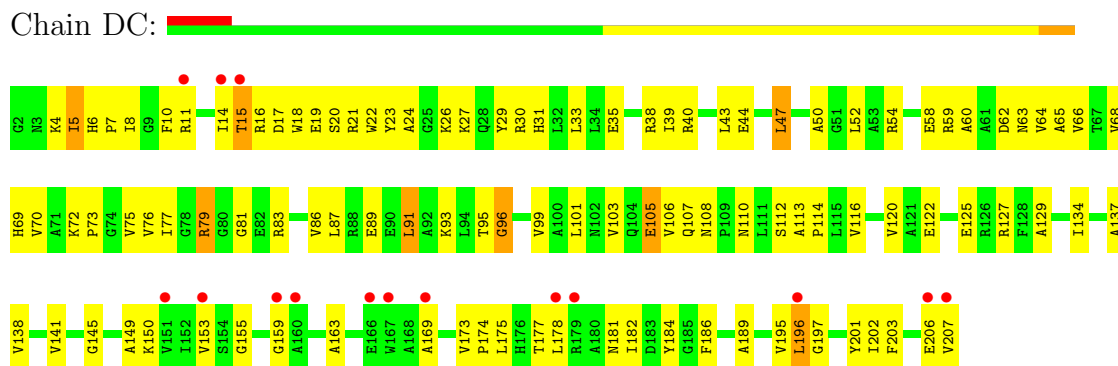 Chain DC:
G2 N3 K4 I5 H6 P7 I8 G9 F10 R11 I14 T15 R16 D17 W18 E19 S20 R21 W22 Y23 A24 G25 K26 K27 Q28 Y29 R30 H31 L32 L33 L34 E35 R38 I39 R40 L43 E44 L47 A50 G51 L52 A53 R54 E58 R59 A60 A61 D62 N63 V64 A65 V66 T67 V68
H69 V70 A71 K72 P73 G74 V75 V76 I77 G78 R79 G80 G81 E82 R83 V86 L87 R88 E89 E90 L91 A92 K93 L94 T95 G96 V99 A100 L101 N102 V103 Q104 E105 V106 Q107 N108 P109 N110 L111 S112 A113 P114 L115 V116 V120 A121 E122 E125 R126 R127 F128 A129 I134 A137
V138 V141 G145 A149 K150 V151 I152 V153 S154 G155 G159 A160 A163 E166 W167 A168 A169 V173 P174 L175 H176 T177 L178 R179 A180 N181 I182 D183 Y184 G185 F186 A189 V195 L196 G197 Y201 I202 F203 E206 V207